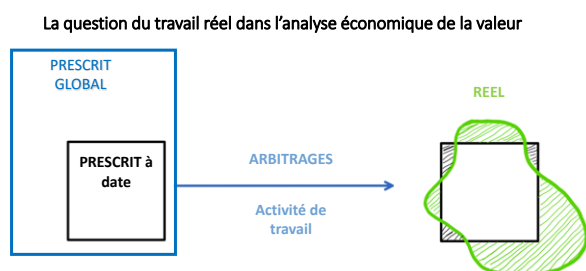 La question du travail réel dans l'analyse économique de la valeur
PRESCRIT
GLOBAL
PRESCRIT à
date
ARBITRAGES
Activité de
travail
REEL